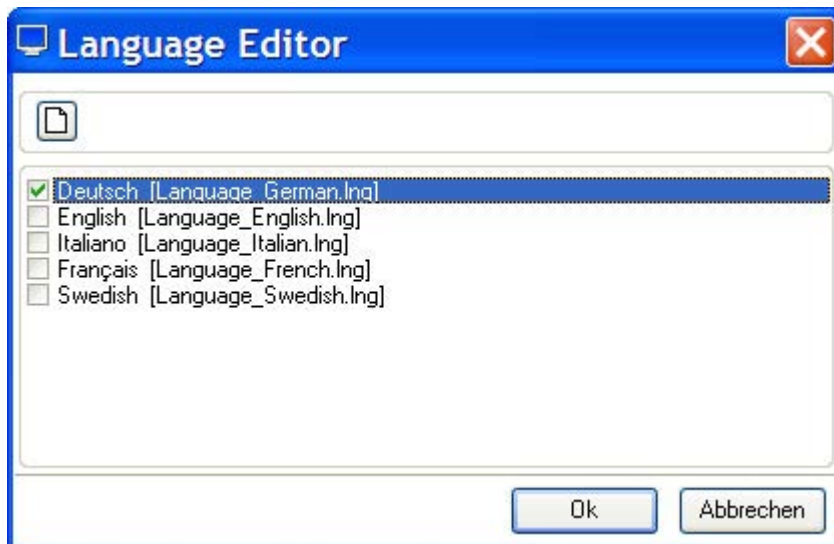 Language Editor
Deutsch [Language_German.lng]
English [Language_English.lng]
Italiano [Language_Italian.lng]
Français [Language_French.lng]
Swedish [Language_Swedish.lng]
Ok Abbrechen